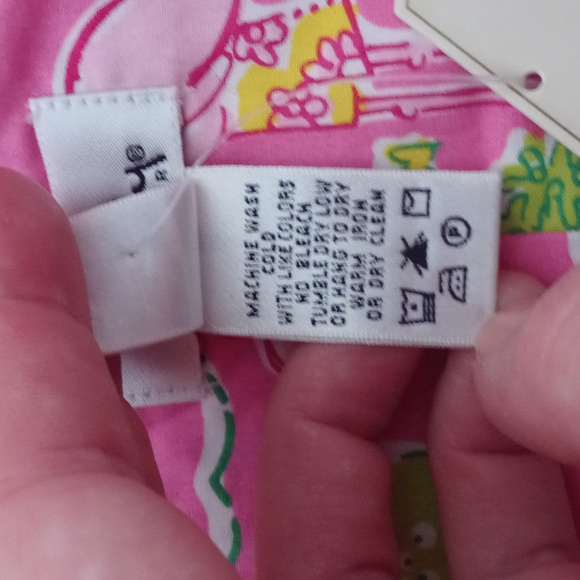 MACHINE WASH
COLD
WITH LIKE COLORS
NO BLEACH
TUMBLE DRY LOW
OR HANG TO DRY
WARM IRON
OR DRY CLEAN
P